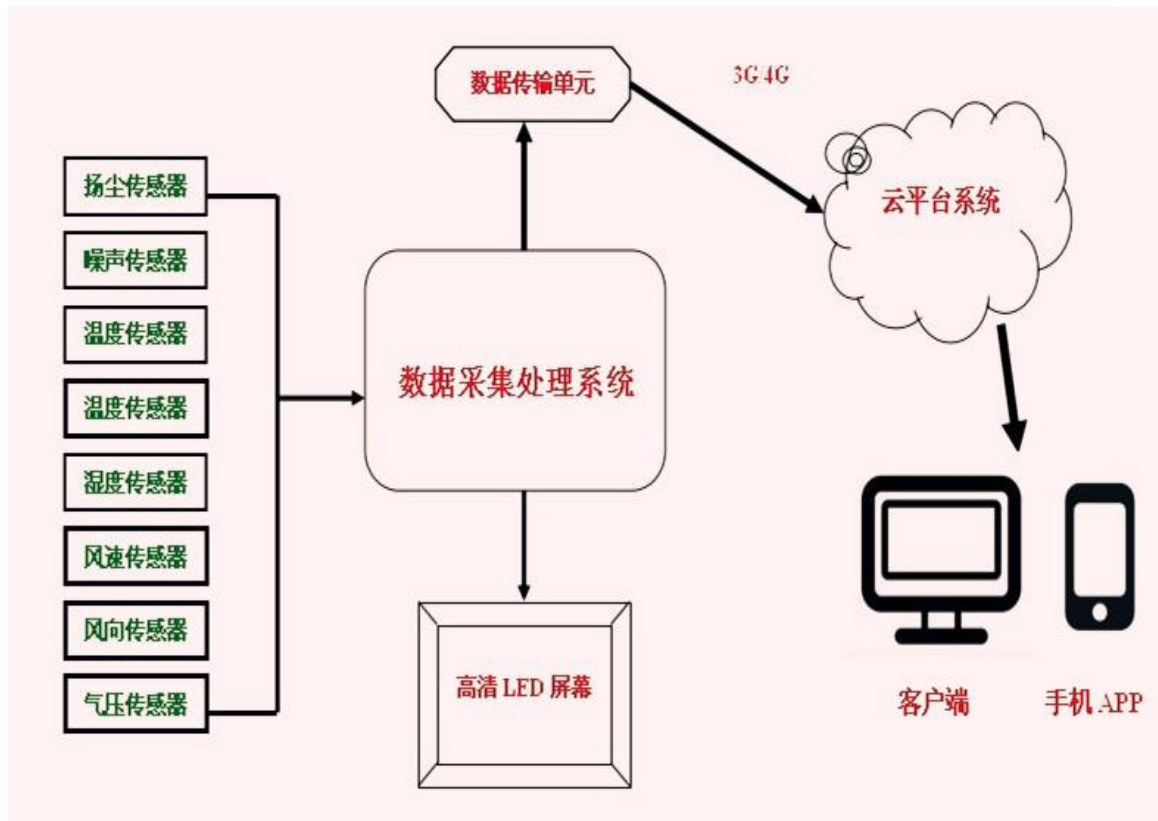 数据传输单元
3G/4G
扬尘传感器
云平台系统
噪声传感器
温度传感器
数据采集处理系统
温度传感器
湿度传感器
风速传感器
风向传感器
高清 LED 屏幕
气压传感器
客户端
手机 APP